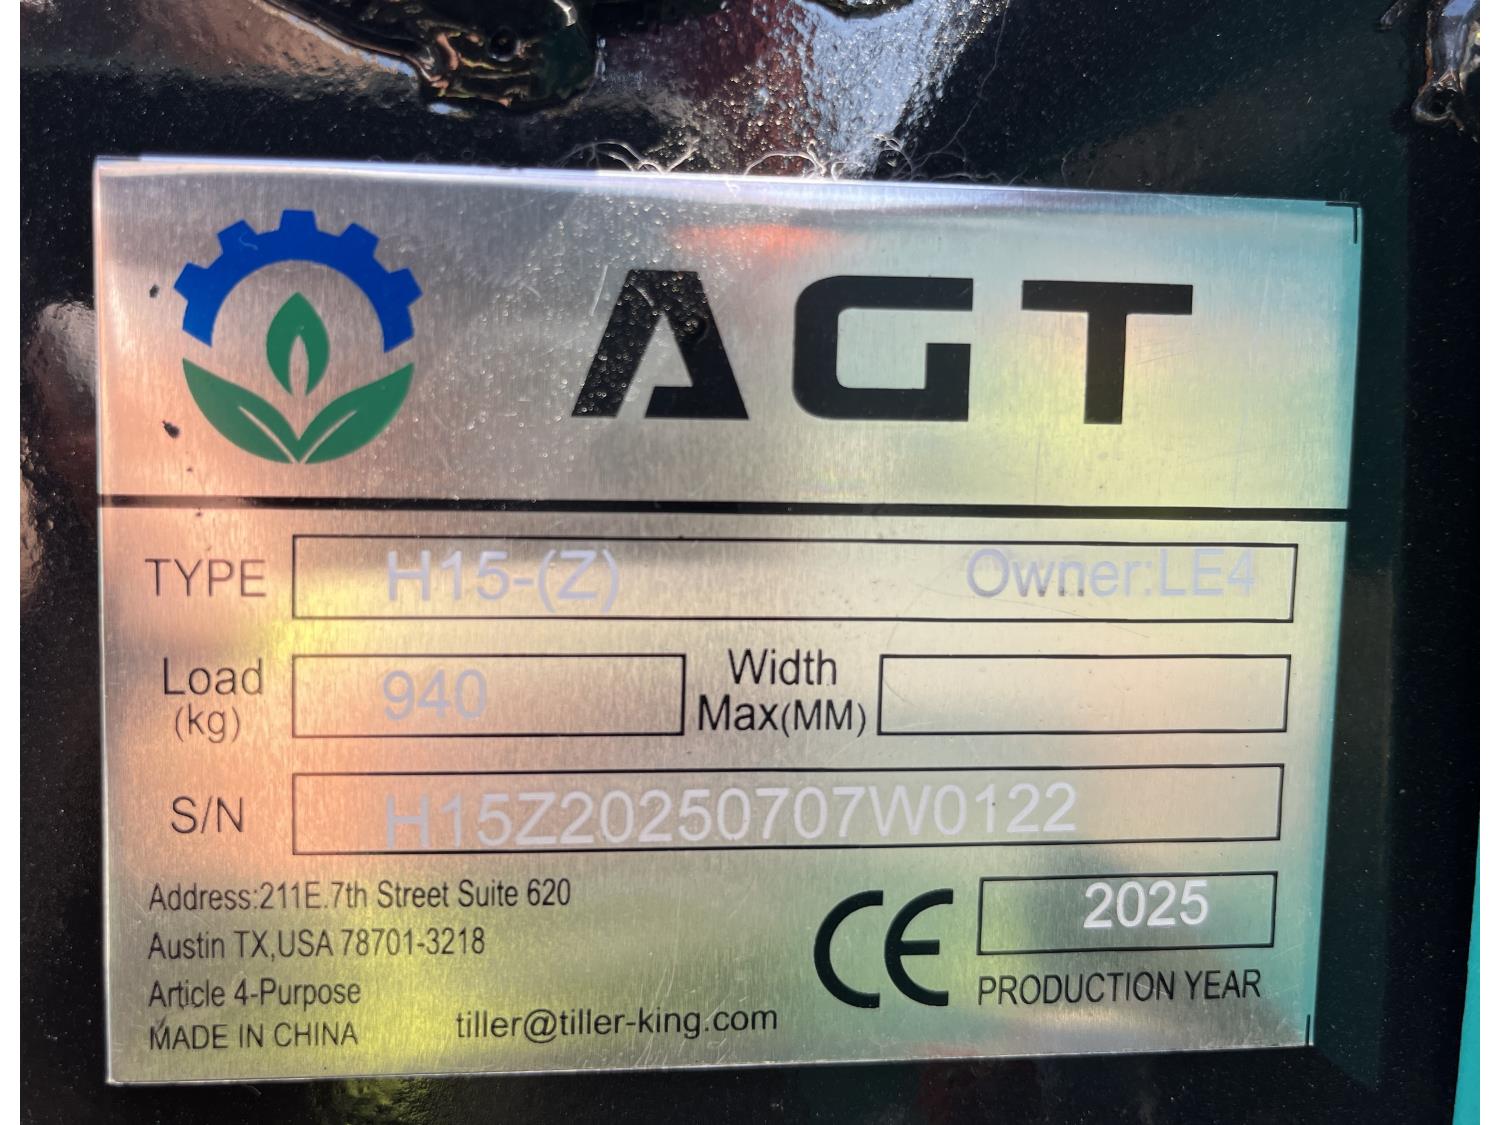 AGT
TYPE H15-(Z) Owner:LE4
Load (kg) 940 Width Max(MM)
S/N H15Z20250707W0122
Address:211E.7th Street Suite 620
Austin TX,USA 78701-3218
Article 4-Purpose
MADE IN CHINA
tiller@tiller-king.com
CE
2025
PRODUCTION YEAR